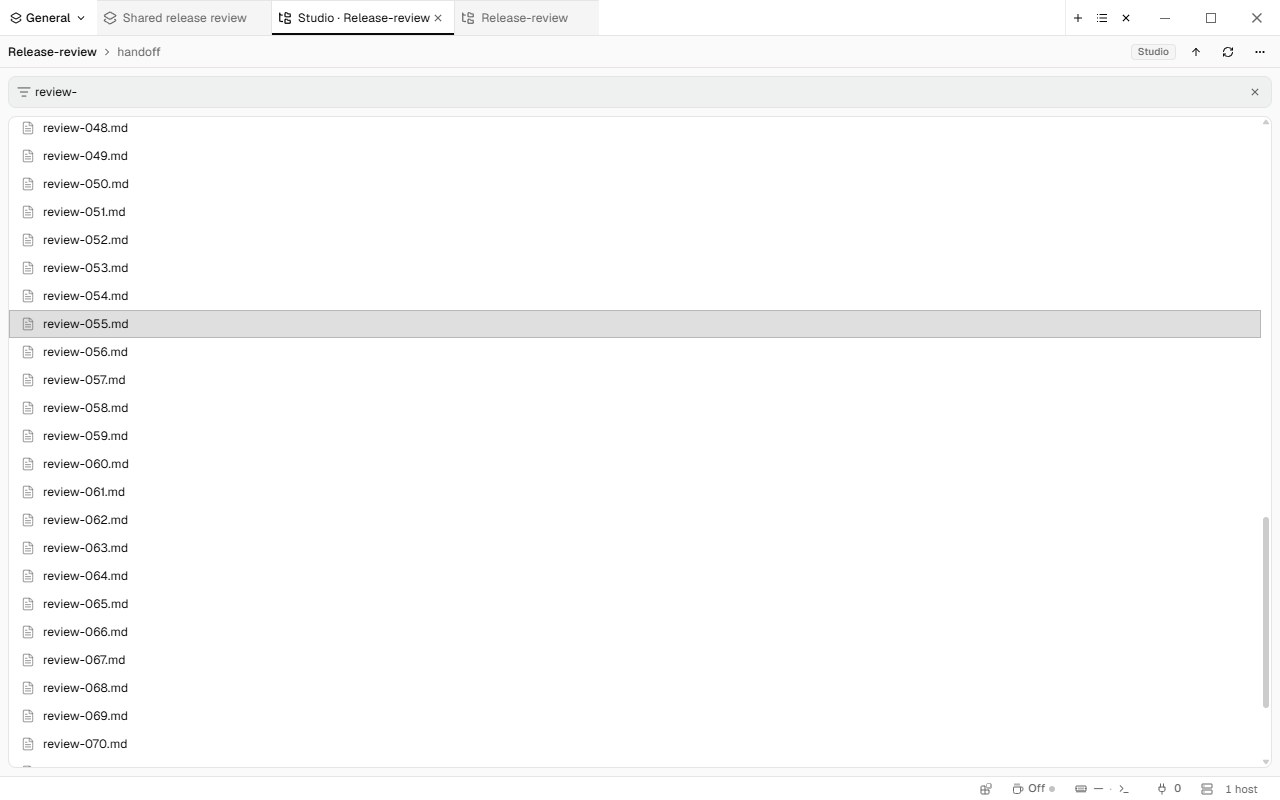 General
Shared release review
Studio · Release-review
Release-review
Release-review > handoff
Studio
review-
review-048.md
review-049.md
review-050.md
review-051.md
review-052.md
review-053.md
review-054.md
review-055.md
review-056.md
review-057.md
review-058.md
review-059.md
review-060.md
review-061.md
review-062.md
review-063.md
review-064.md
review-065.md
review-066.md
review-067.md
review-068.md
review-069.md
review-070.md
Off
— ·
0
1 host